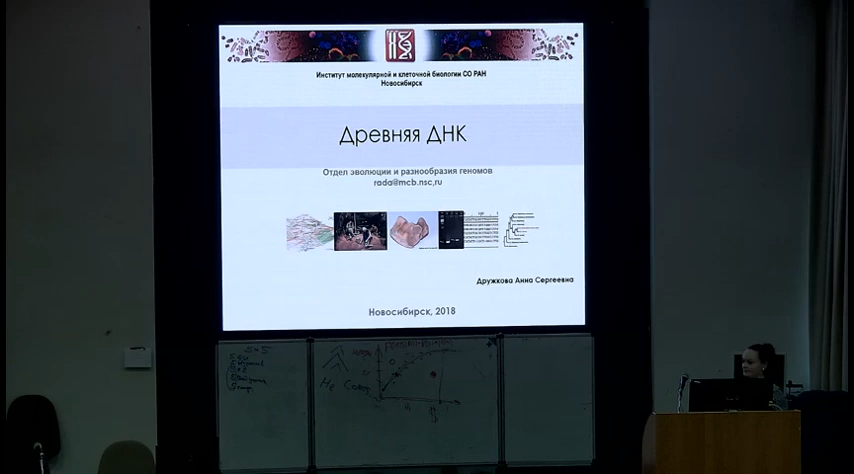 Институт молекулярной и клеточной биологии СО РАН
Новосибирск
Древняя ДНК
Отдел эволюции и разнообразия геномов
rada@mcb.nsc.ru
Дружкова Анна Сергеевна
Новосибирск, 2018
Не